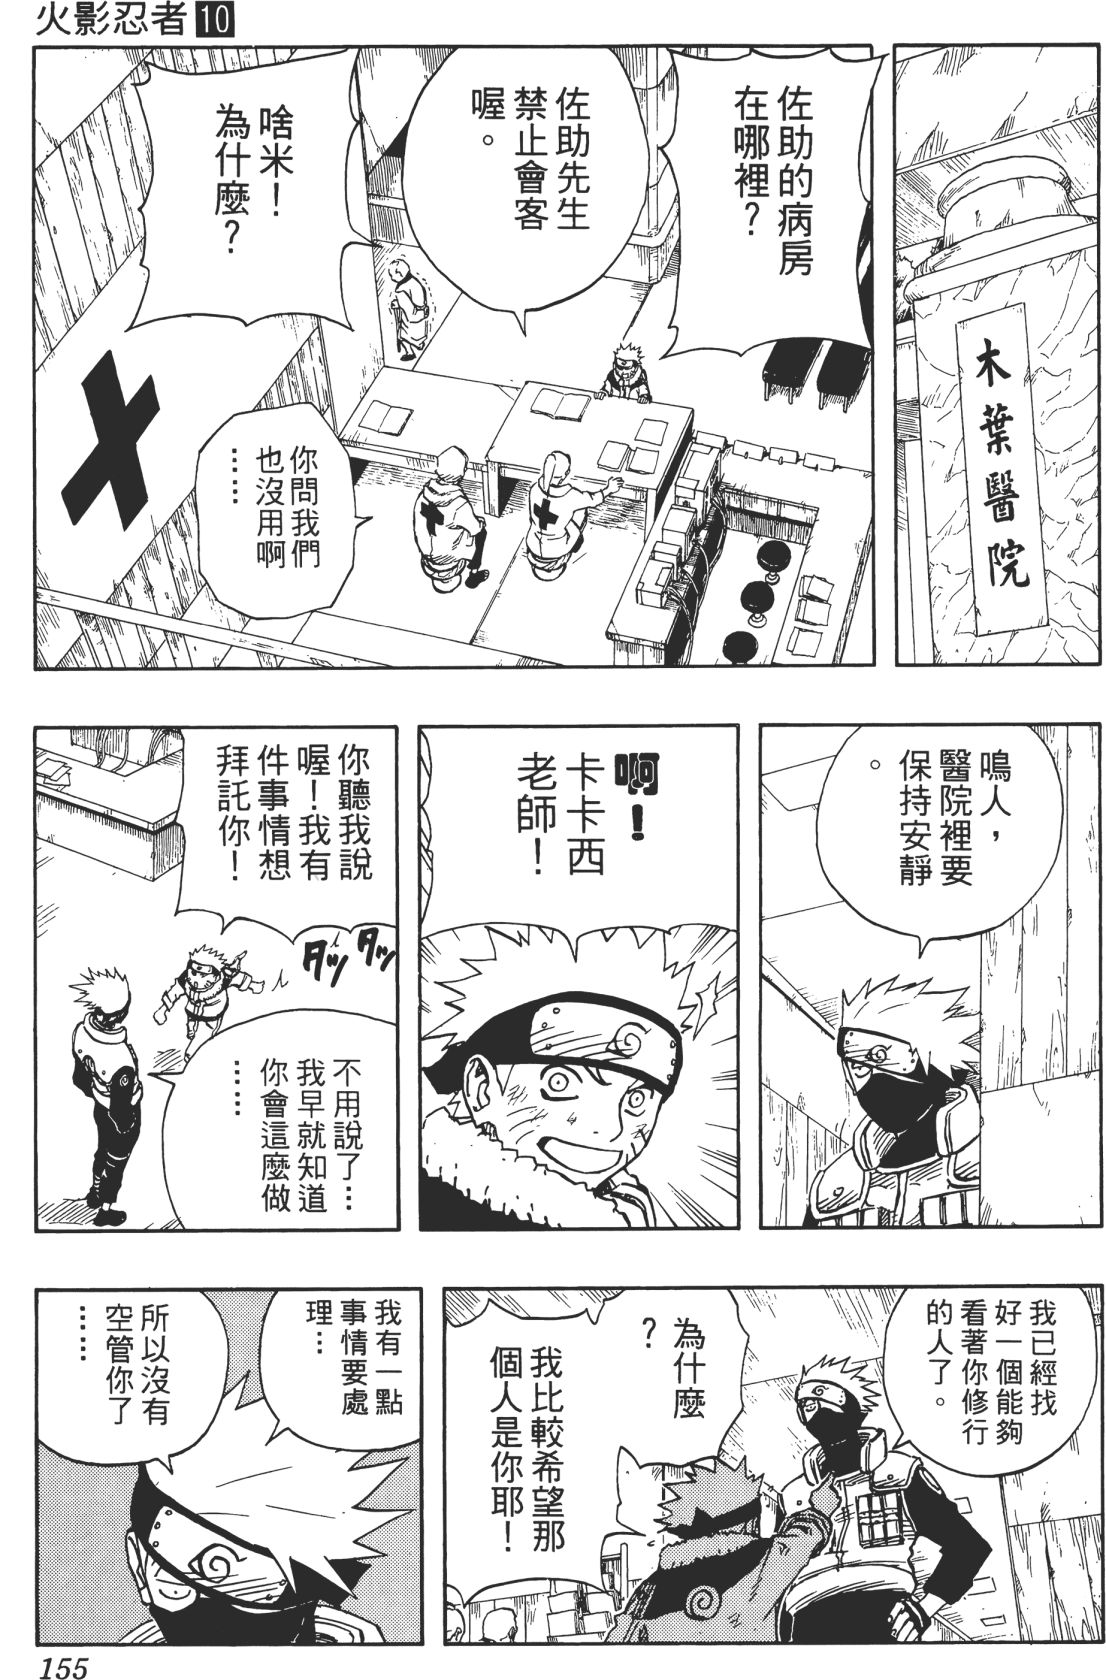 火影忍者10
木葉醫院
佐助的病房
在哪裡？
佐助先生
禁止會客
喔。
啥米！
為什麼？
你問我們
也沒用啊
……
鳴人，
醫院裡要
保持安靜
。
啊！
卡卡西
老師！
你聽我說
喔！我有
件事情想
拜託你！
ダッ
ダッ
不用說了…
我早就知道
你會這麼做
……
我已經找
好一個能夠
看著你修行
的人了。
為什麼
？
我比較希望那
個人是你耶！
我有一點
事情要處
理…
所以沒有
空管你了
……
155